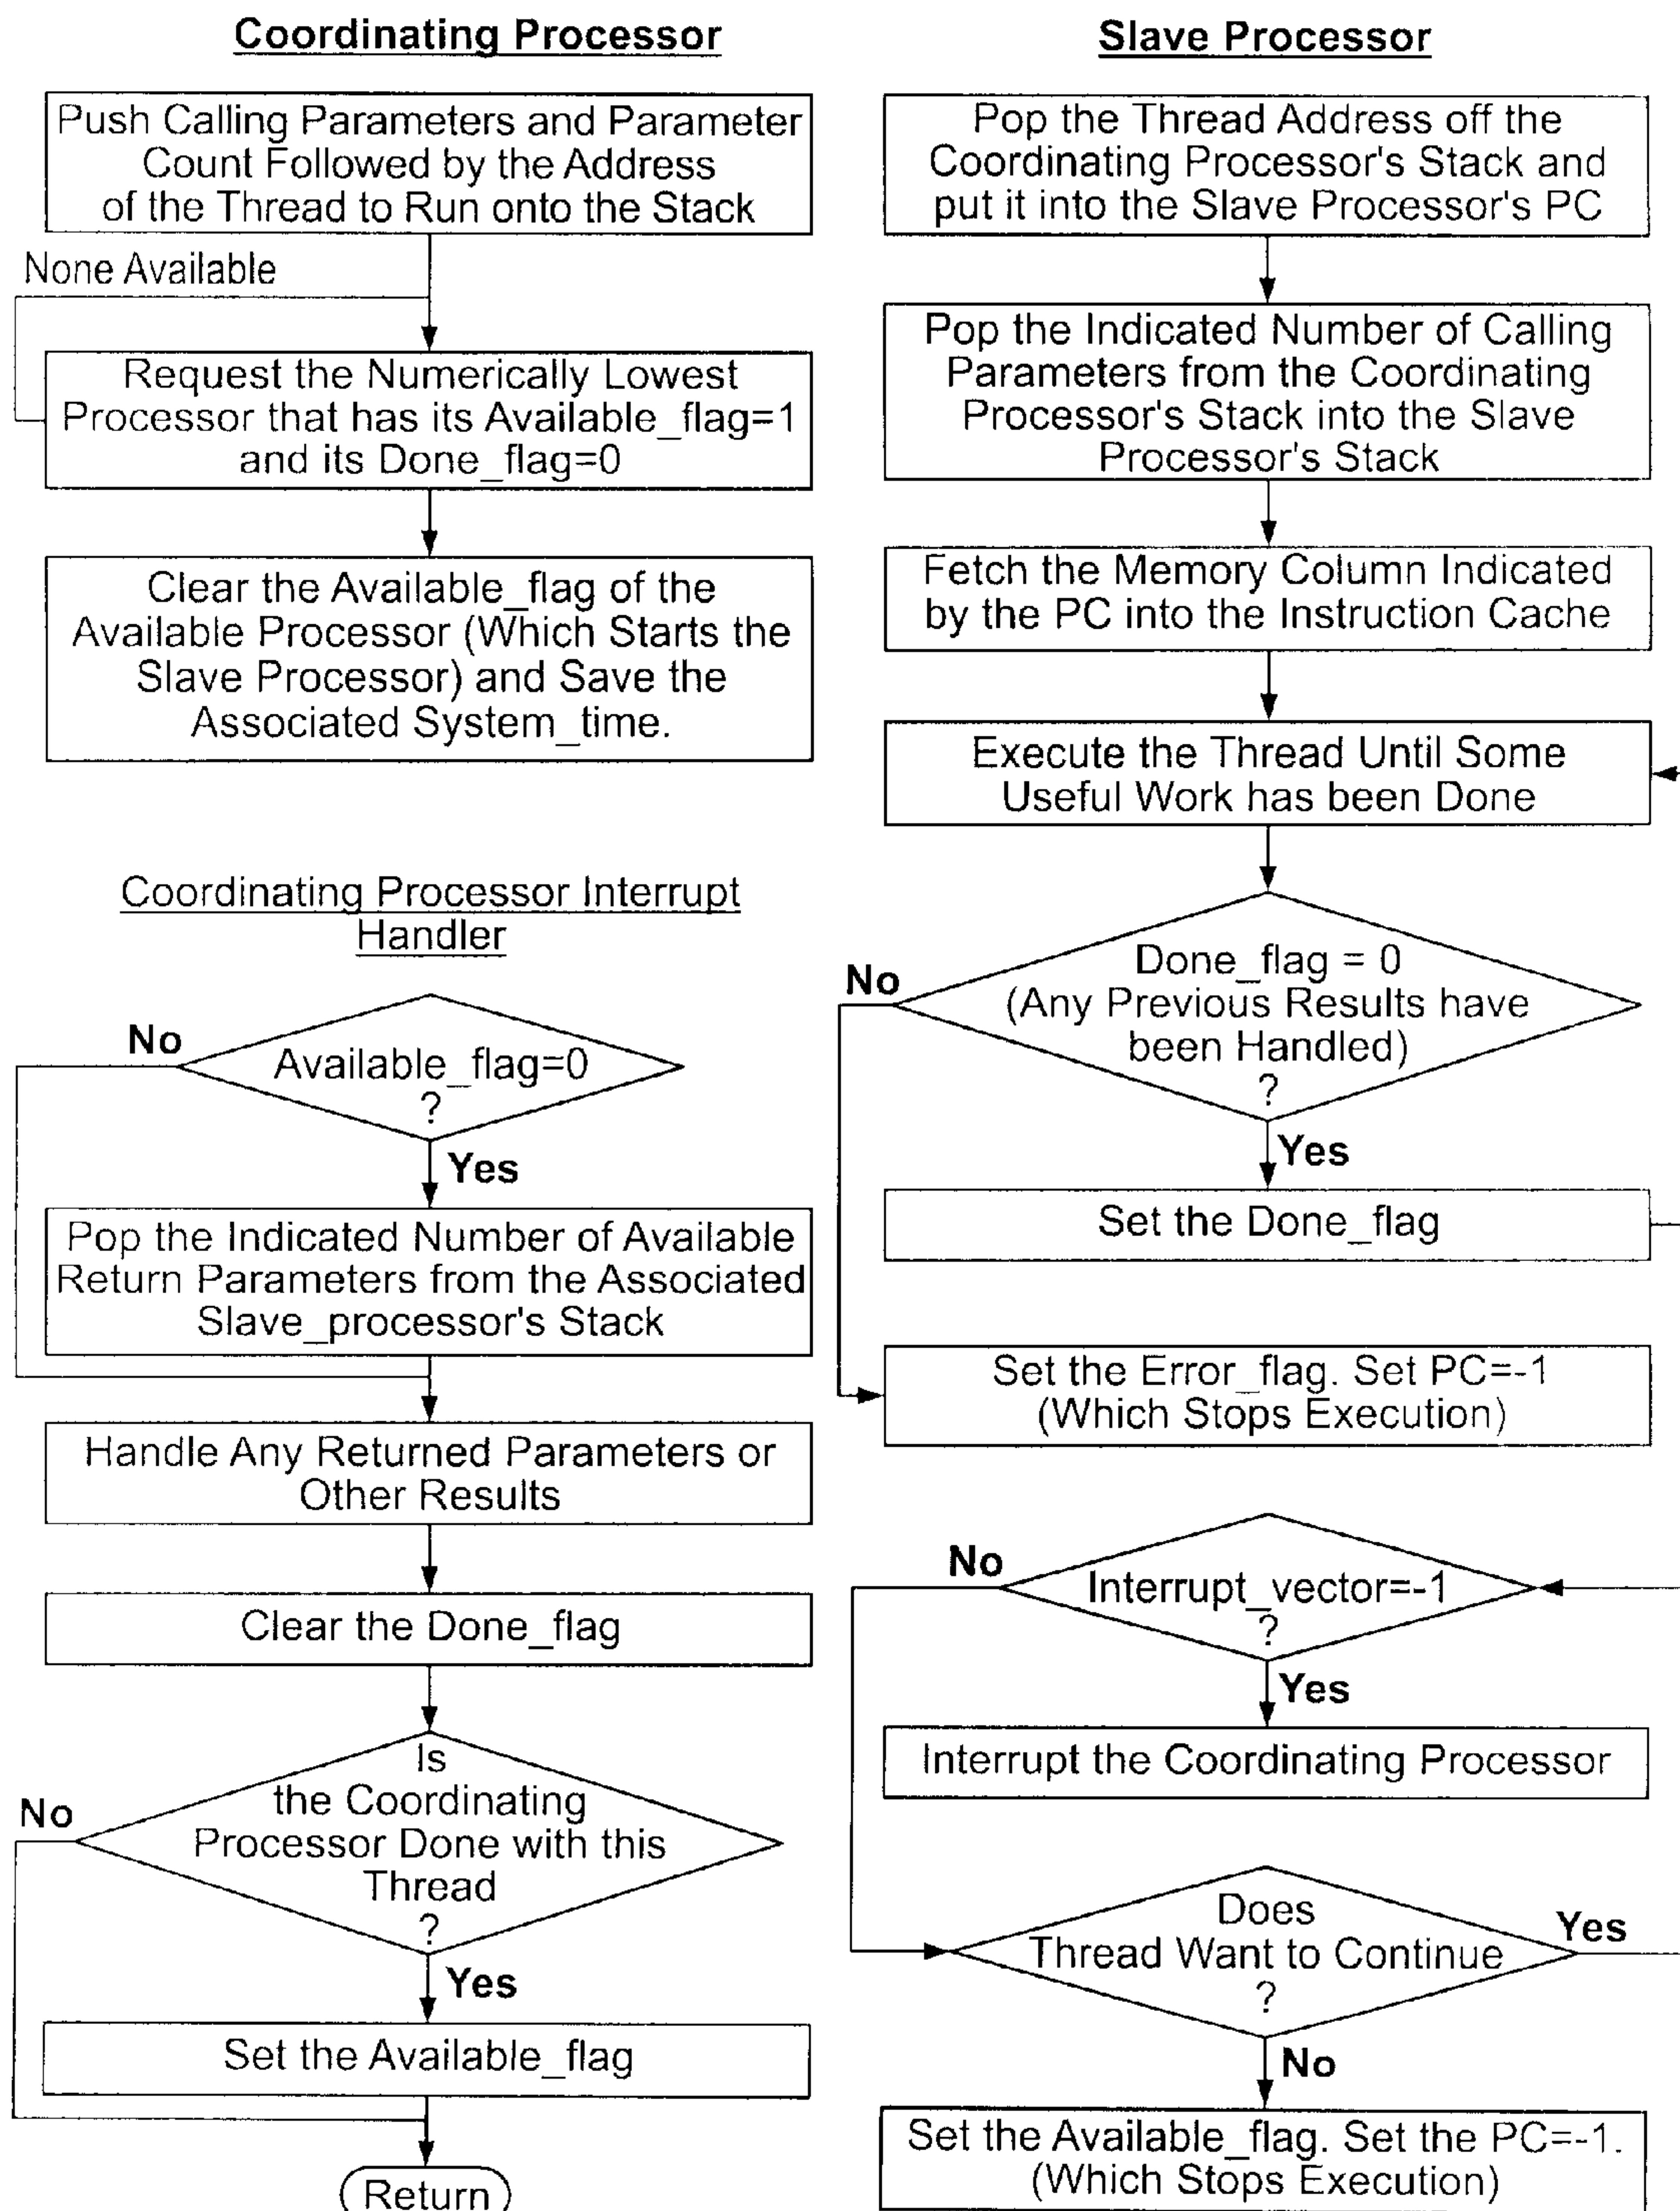 Coordinating Processor
Push Calling Parameters and Parameter
Count Followed by the Address
of the Thread to Run onto the Stack
None Available
Request the Numerically Lowest
Processor that has its Available_flag=1
and its Done_flag=0
Clear the Available_flag of the
Available Processor (Which Starts the
Slave Processor) and Save the
Associated System_time.
Coordinating Processor Interrupt
Handler
No
Available_flag=0
?
Yes
Pop the Indicated Number of Available
Return Parameters from the Associated
Slave_processor's Stack
Handle Any Returned Parameters or
Other Results
Clear the Done_flag
Is
the Coordinating
Processor Done with this
Thread
?
No
Yes
Set the Available_flag
Return
Slave Processor
Pop the Thread Address off the
Coordinating Processor's Stack and
put it into the Slave Processor's PC
Pop the Indicated Number of Calling
Parameters from the Coordinating
Processor's Stack into the Slave
Processor's Stack
Fetch the Memory Column Indicated
by the PC into the Instruction Cache
Execute the Thread Until Some
Useful Work has been Done
No
Done_flag = 0
(Any Previous Results have
been Handled)
?
Yes
Set the Done_flag
Set the Error_flag. Set PC=-1
(Which Stops Execution)
No
Interrupt_vector=-1
?
Yes
Interrupt the Coordinating Processor
Does
Thread Want to Continue
?
Yes
No
Set the Available_flag. Set the PC=-1.
(Which Stops Execution)